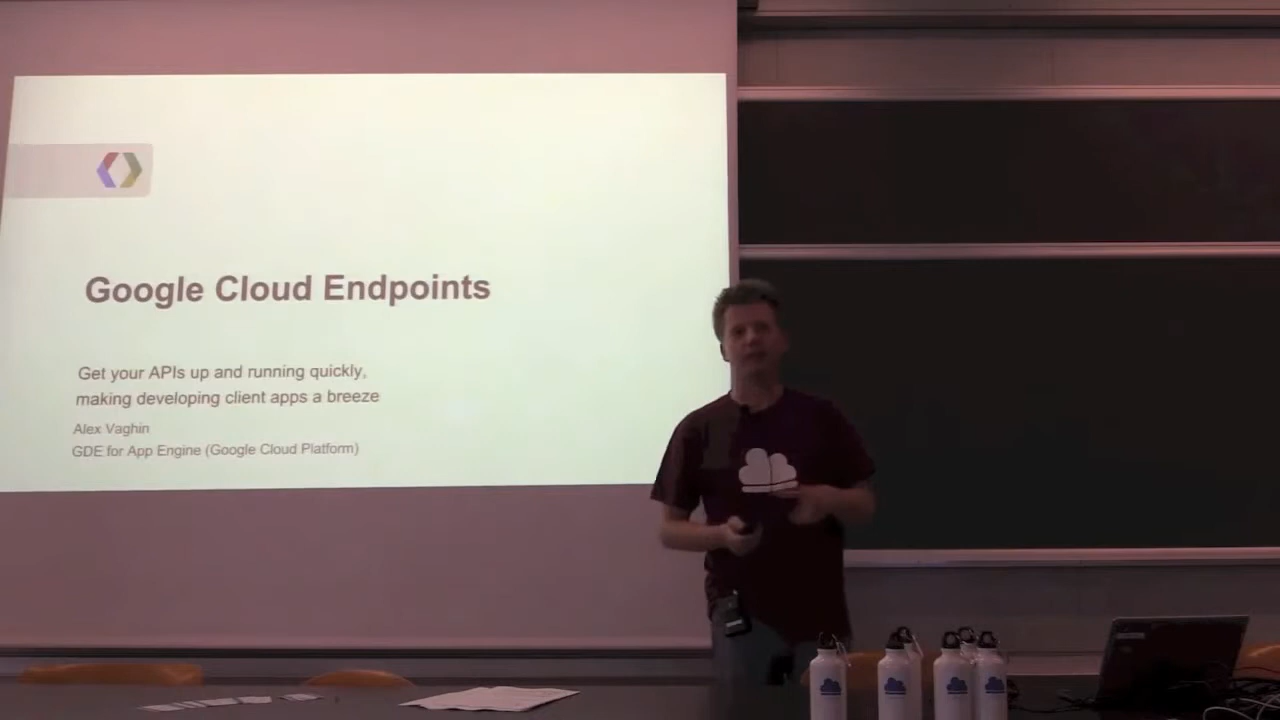 Google Cloud Endpoints
Get your APIs up and running quickly,
making developing client apps a breeze
Alex Vaghin
GDE for App Engine (Google Cloud Platform)